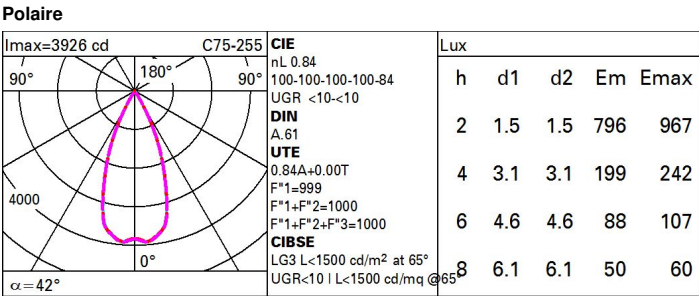 Polaire
Imax=3926 cd C75-255
90° 180° 90°
4000
0°
α=42°
CIE
nL 0.84
100-100-100-100-84
UGR <10-<10
DIN
A.61
UTE
0.84A+0.00T
F"1=999
F"1+F"2=1000
F"1+F"2+F"3=1000
CIBSE
LG3 L<1500 cd/m² at 65°
UGR<10 | L<1500 cd/mq @65°
Lux
h d1 d2 Em Emax
2 1.5 1.5 796 967
4 3.1 3.1 199 242
6 4.6 4.6 88 107
8 6.1 6.1 50 60